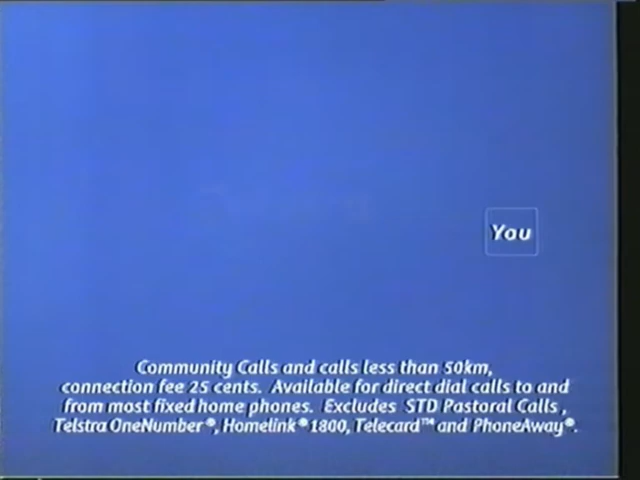 You
Community Calls and calls less than 50km,
connection fee 25 cents. Available for direct dial calls to and
from most fixed home phones. Excludes STD Pastoral Calls ,
Telstra OneNumber®, Homelink®1800, Telecard™ and PhoneAway®.